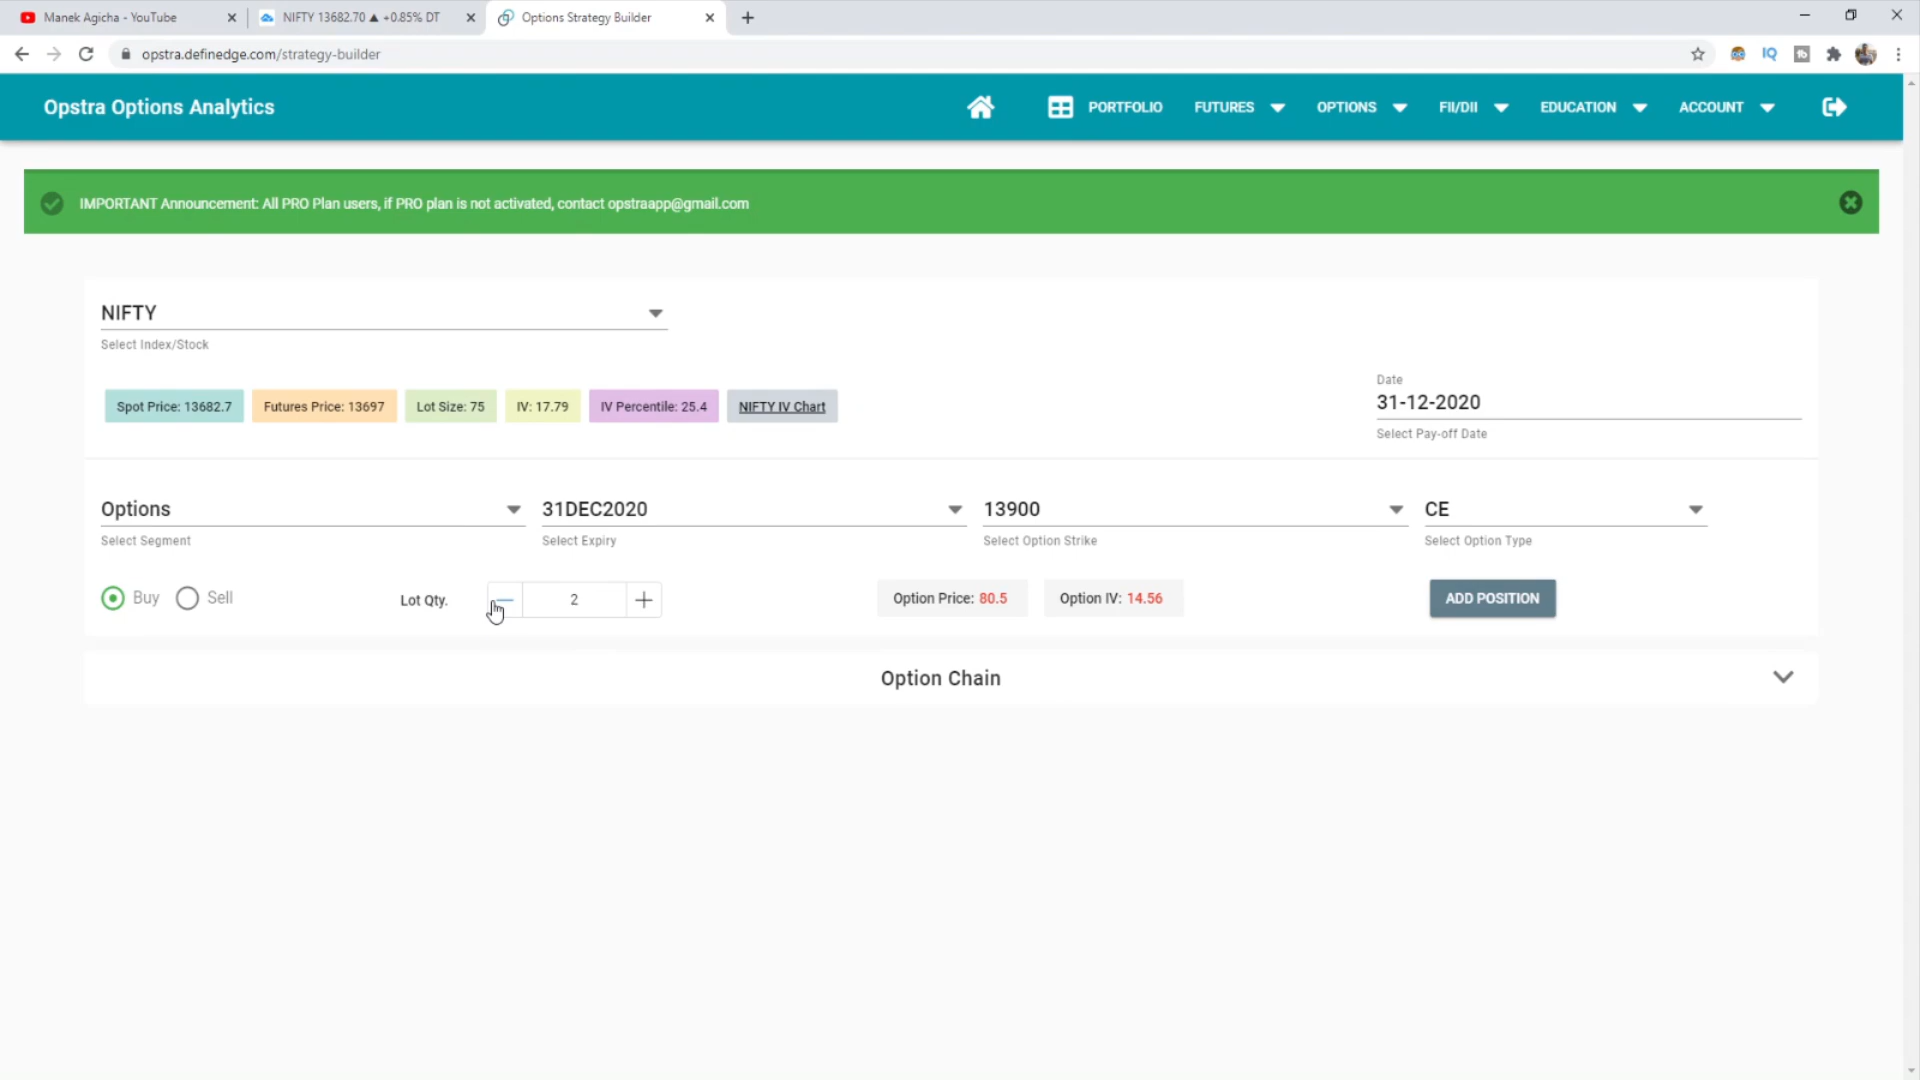 Manek Agicha - YouTube
NIFTY 13682.70 ▲ +0.85% DT
Options Strategy Builder
opstra.definedge.com/strategy-builder
IQ
Opstra Options Analytics
PORTFOLIO
FUTURES
OPTIONS
FII/DII
EDUCATION
ACCOUNT
IMPORTANT Announcement: All PRO Plan users, if PRO plan is not activated, contact opstraapp@gmail.com
NIFTY
Select Index/Stock
Spot Price: 13682.7
Futures Price: 13697
Lot Size: 75
IV: 17.79
IV Percentile: 25.4
NIFTY IV Chart
Date
31-12-2020
Select Pay-off Date
Options
31DEC2020
13900
CE
Select Segment
Select Expiry
Select Option Strike
Select Option Type
Buy
Sell
Lot Qty.
2
Option Price: 80.5
Option IV: 14.56
ADD POSITION
Option Chain